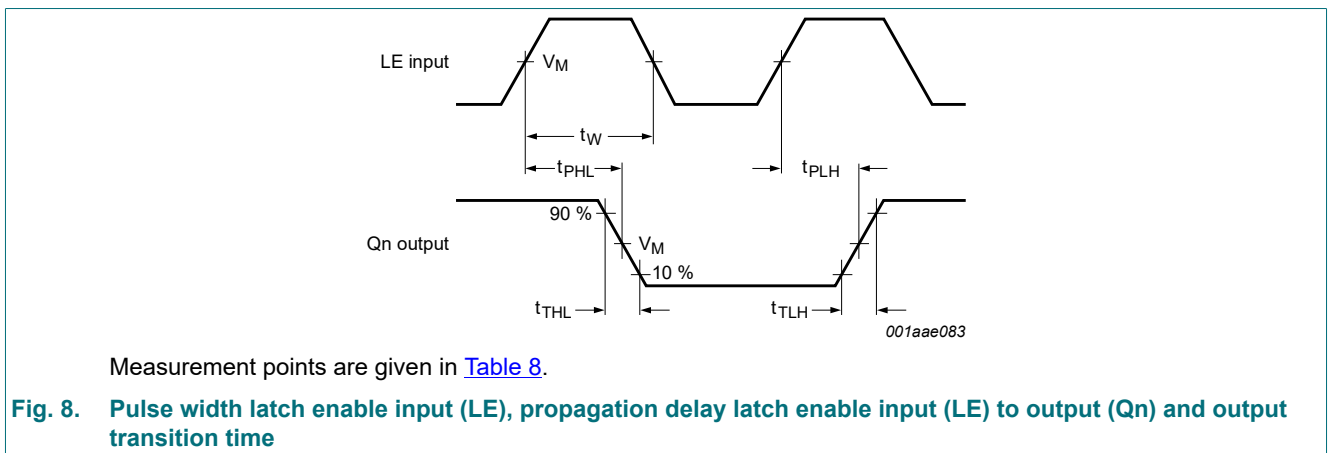 LE input
VM
tW
tPHL
tPLH
90 %
Qn output
VM
10 %
tTHL
tTLH
001aae083
Measurement points are given in Table 8.
Fig. 8. Pulse width latch enable input (LE), propagation delay latch enable input (LE) to output (Qn) and output
transition time